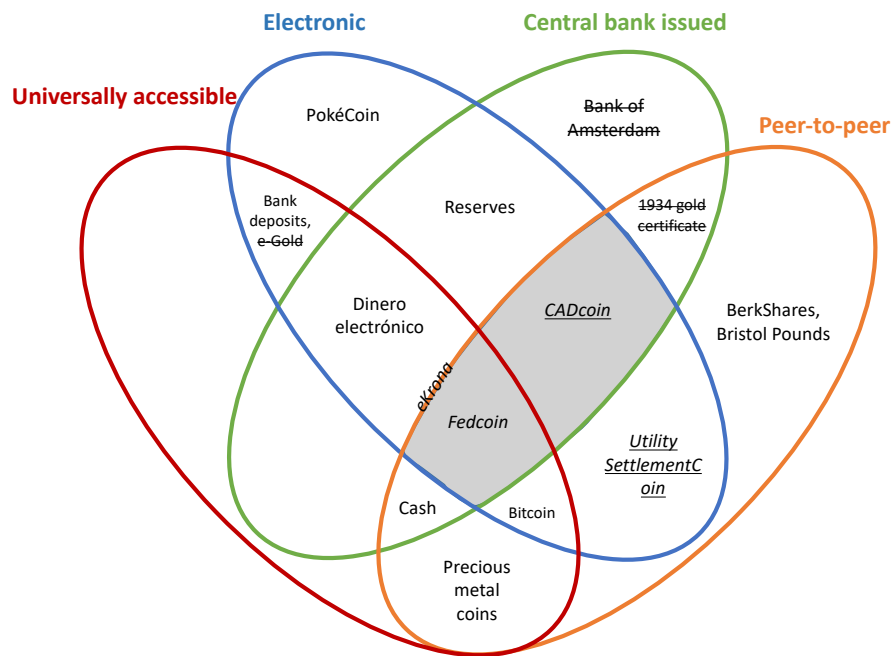 Electronic
Central bank issued
Universally accessible
Peer-to-peer
PokéCoin
Bank of
Amsterdam
Bank
deposits,
e-Gold
Reserves
1934 gold
certificate
Dinero
electrónico
CADcoin
BerkShares,
Bristol Pounds
eKrona
Fedcoin
Utility
SettlementC
oin
Cash
Bitcoin
Precious
metal
coins